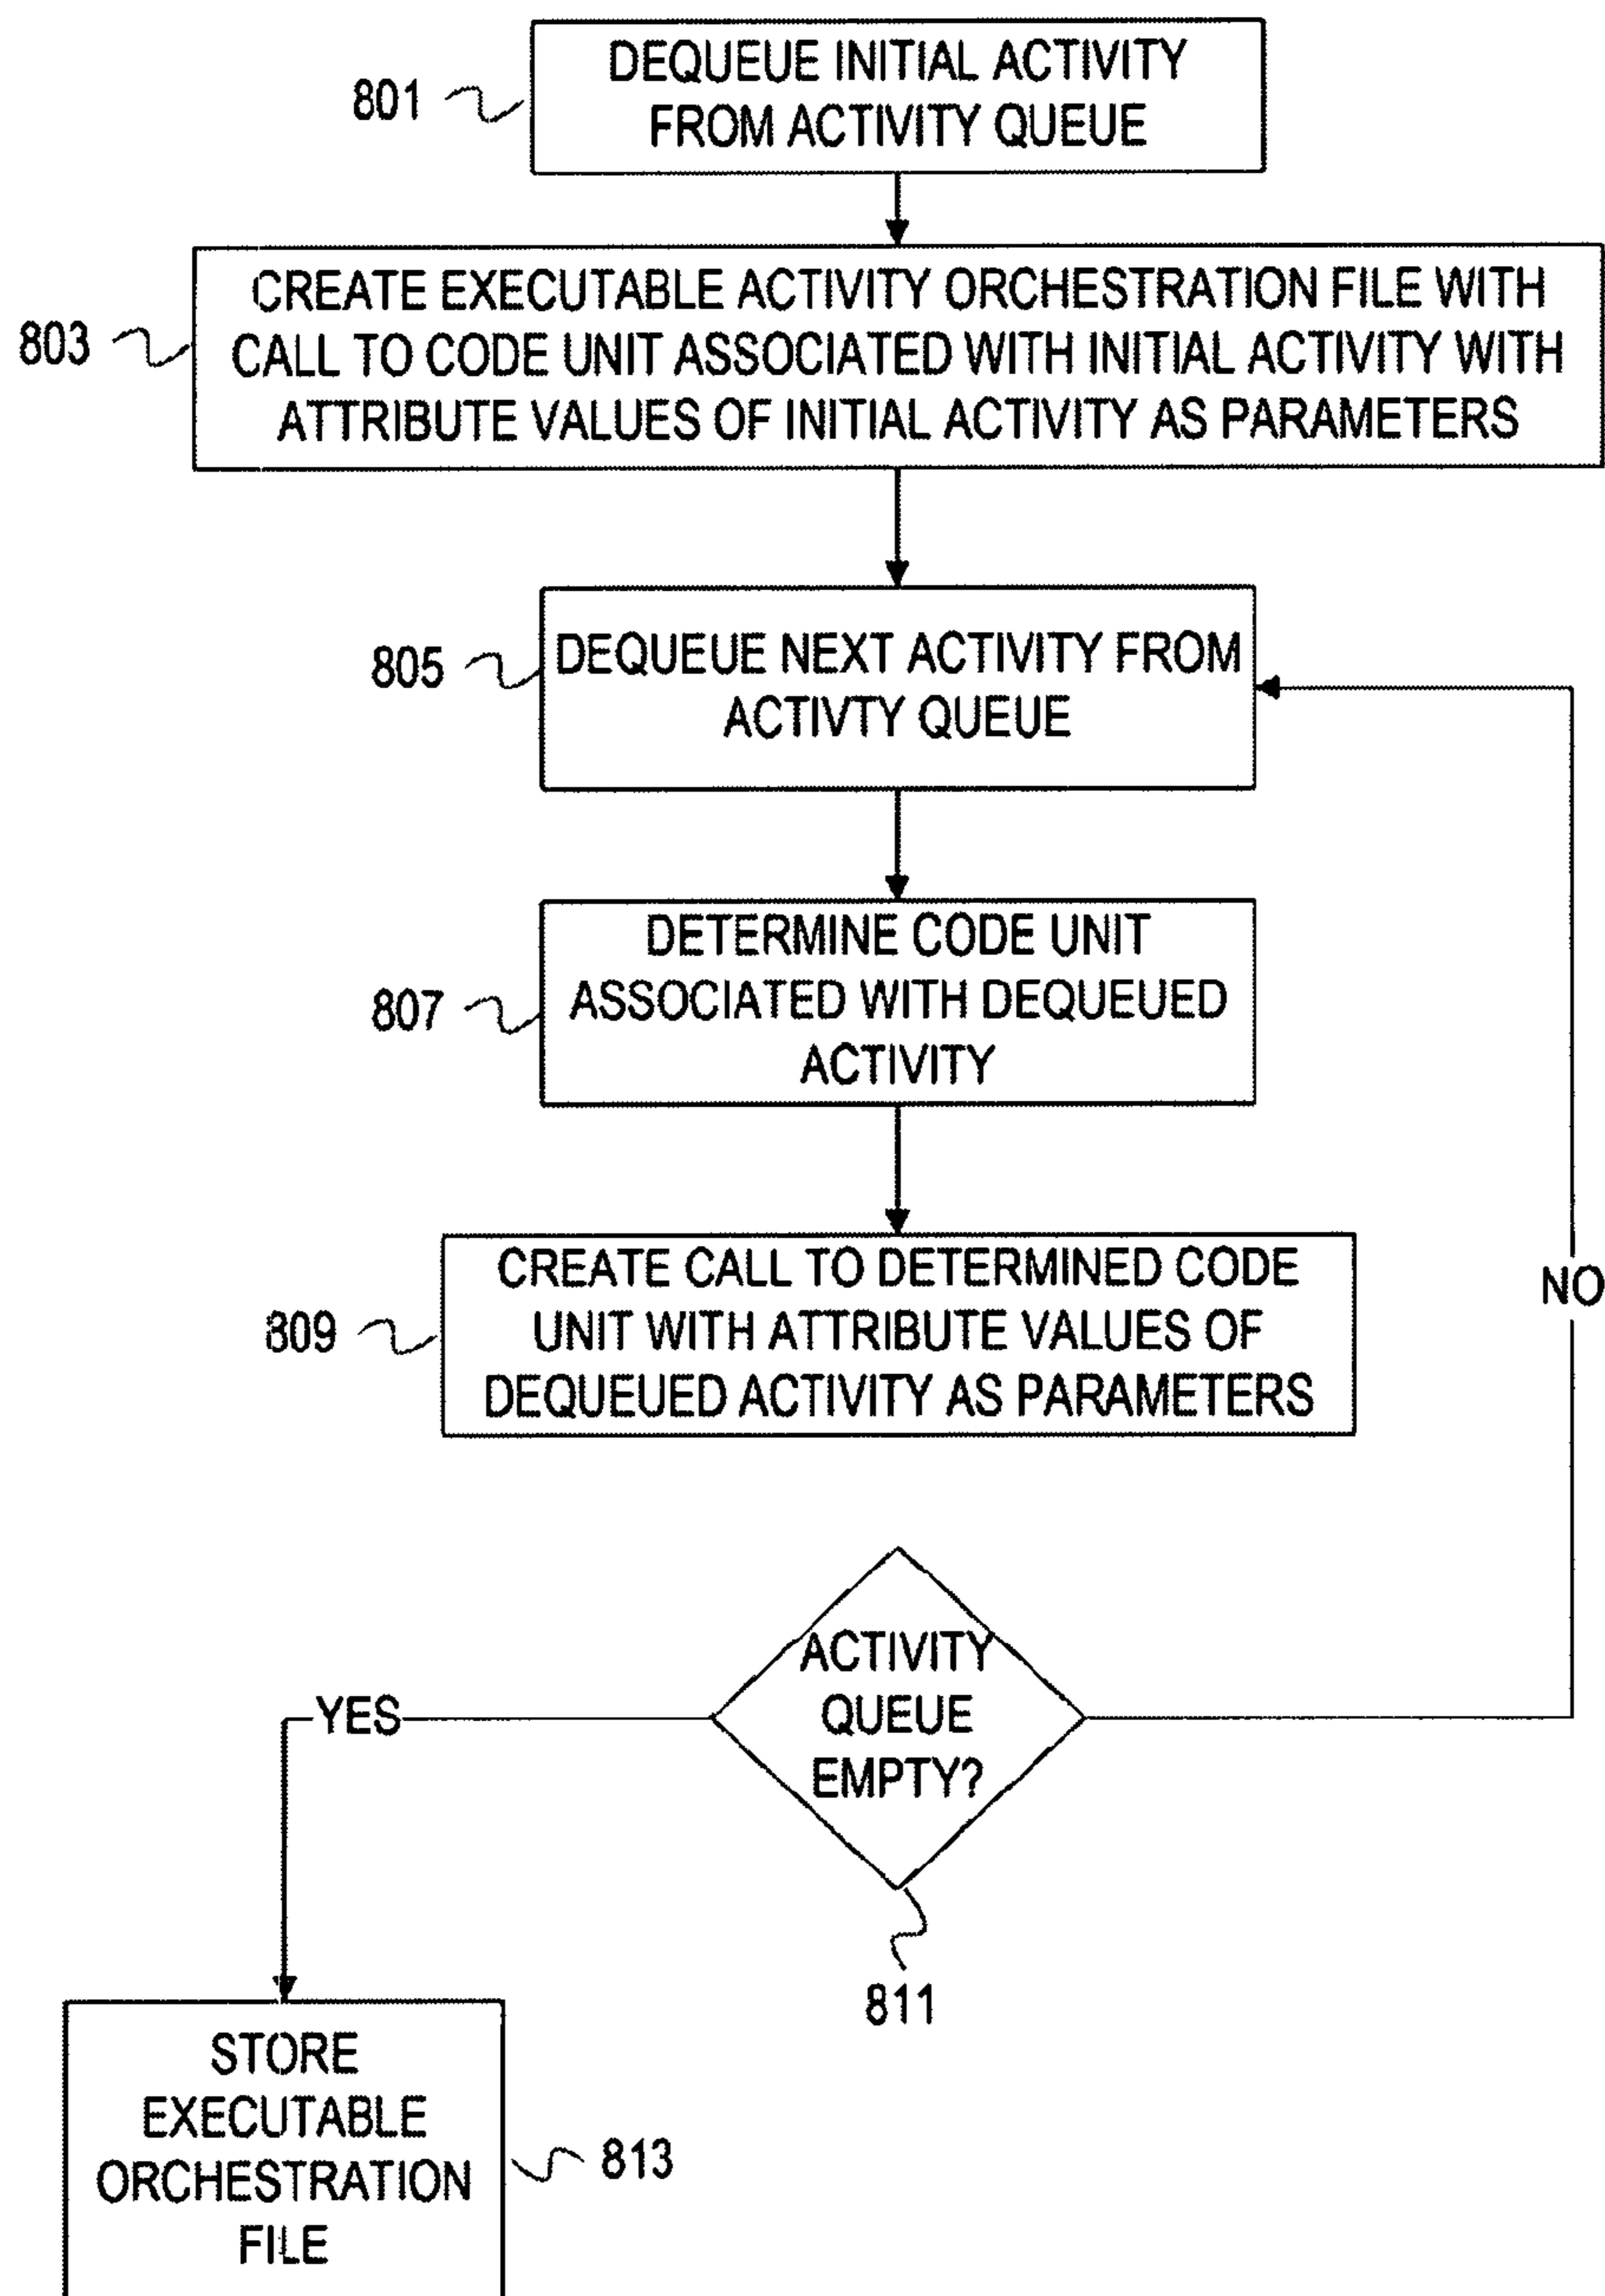 801
DEQUEUE INITIAL ACTIVITY
FROM ACTIVITY QUEUE
803
CREATE EXECUTABLE ACTIVITY ORCHESTRATION FILE WITH
CALL TO CODE UNIT ASSOCIATED WITH INITIAL ACTIVITY WITH
ATTRIBUTE VALUES OF INITIAL ACTIVITY AS PARAMETERS
805
DEQUEUE NEXT ACTIVITY FROM
ACTIVTY QUEUE
807
DETERMINE CODE UNIT
ASSOCIATED WITH DEQUEUED
ACTIVITY
809
CREATE CALL TO DETERMINED CODE
UNIT WITH ATTRIBUTE VALUES OF
DEQUEUED ACTIVITY AS PARAMETERS
NO
ACTIVITY
QUEUE
EMPTY?
YES
811
STORE
EXECUTABLE
ORCHESTRATION
FILE
813